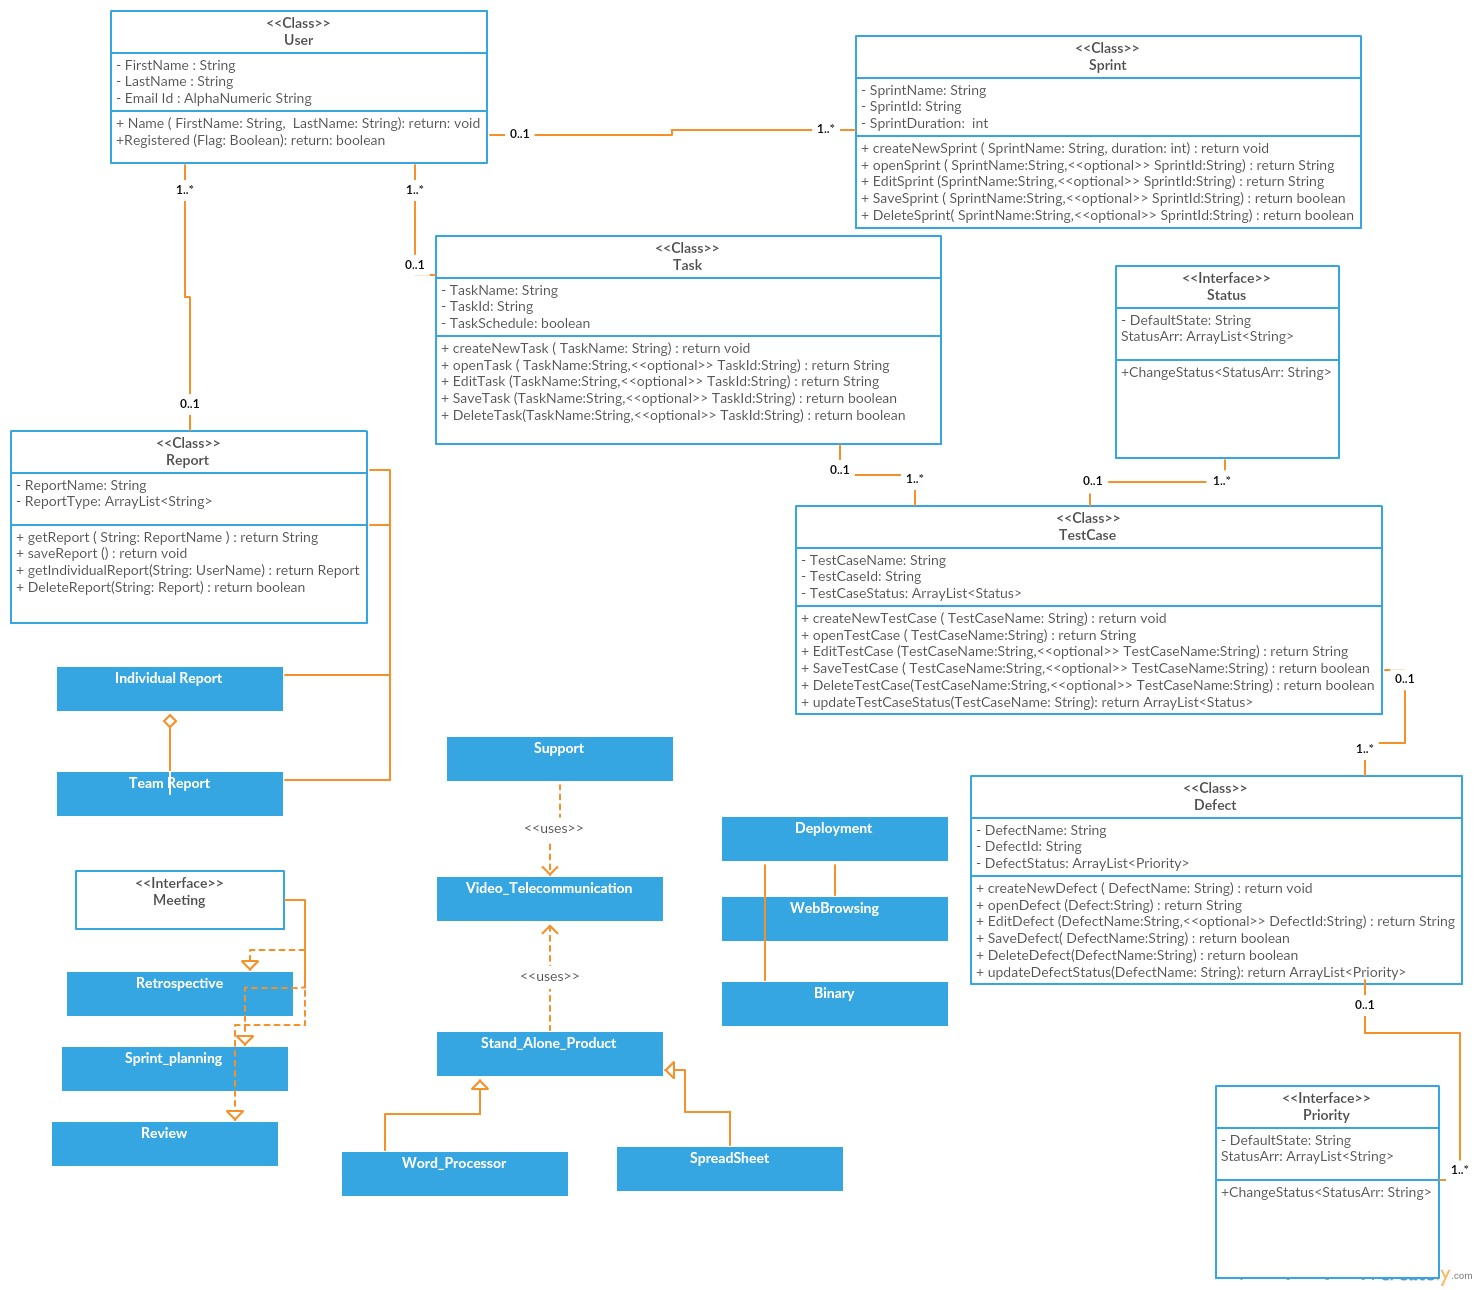 <<Class>>
User
- FirstName : String
- LastName : String
- Email Id : AlphaNumeric String
+ Name ( FirstName: String,  LastName: String): return: void
+Registered (Flag: Boolean): return: boolean
0..1
1..*
<<Class>>
Sprint
- SprintName: String
- SprintId: String
- SprintDuration:  int
+ createNewSprint ( SprintName: String, duration: int) : return void
+ openSprint ( SprintName:String,<<optional>> SprintId:String) : return String
+ EditSprint (SprintName:String,<<optional>> SprintId:String) : return String
+ SaveSprint ( SprintName:String,<<optional>> SprintId:String) : return boolean
+ DeleteSprint( SprintName:String,<<optional>> SprintId:String) : return boolean
1..*
1..*
0..1
<<Class>>
Task
- TaskName: String
- TaskId: String
- TaskSchedule: boolean
+ createNewTask ( TaskName: String) : return void
+ openTask ( TaskName:String,<<optional>> TaskId:String) : return String
+ EditTask (TaskName:String,<<optional>> TaskId:String) : return String
+ SaveTask (TaskName:String,<<optional>> TaskId:String) : return boolean
+ DeleteTask(TaskName:String,<<optional>> TaskId:String) : return boolean
<<Interface>>
Status
- DefaultState: String
StatusArr: ArrayList<String>
+ChangeStatus<StatusArr: String>
0..1
<<Class>>
Report
- ReportName: String
- ReportType: ArrayList<String>
+ getReport ( String: ReportName ) : return String
+ saveReport () : return void
+ getIndividualReport(String: UserName) : return Report
+ DeleteReport(String: Report) : return boolean
0..1
1..*
0..1
1..*
<<Class>>
TestCase
- TestCaseName: String
- TestCaseId: String
- TestCaseStatus: ArrayList<Status>
+ createNewTestCase ( TestCaseName: String) : return void
+ openTestCase ( TestCaseName:String) : return String
+ EditTestCase (TestCaseName:String,<<optional>> TestCaseName:String) : return String
+ SaveTestCase ( TestCaseName:String,<<optional>> TestCaseName:String) : return boolean
+ DeleteTestCase(TestCaseName:String,<<optional>> TestCaseName:String) : return boolean
+ updateTestCaseStatus(TestCaseName: String): return ArrayList<Status>
0..1
1..*
Individual Report
Team Report
Support
<<uses>>
Video_Telecommunication
<<uses>>
Stand_Alone_Product
Word_Processor
SpreadSheet
Deployment
WebBrowsing
Binary
<<Class>>
Defect
- DefectName: String
- DefectId: String
- DefectStatus: ArrayList<Priority>
+ createNewDefect ( DefectName: String) : return void
+ openDefect (Defect:String) : return String
+ EditDefect (DefectName:String,<<optional>> DefectId:String) : return String
+ SaveDefect( DefectName:String) : return boolean
+ DeleteDefect(DefectName:String) : return boolean
+ updateDefectStatus(DefectName: String): return ArrayList<Priority>
0..1
1..*
<<Interface>>
Meeting
Retrospective
Sprint_planning
Review
<<Interface>>
Priority
- DefaultState: String
StatusArr: ArrayList<String>
+ChangeStatus<StatusArr: String>
.com